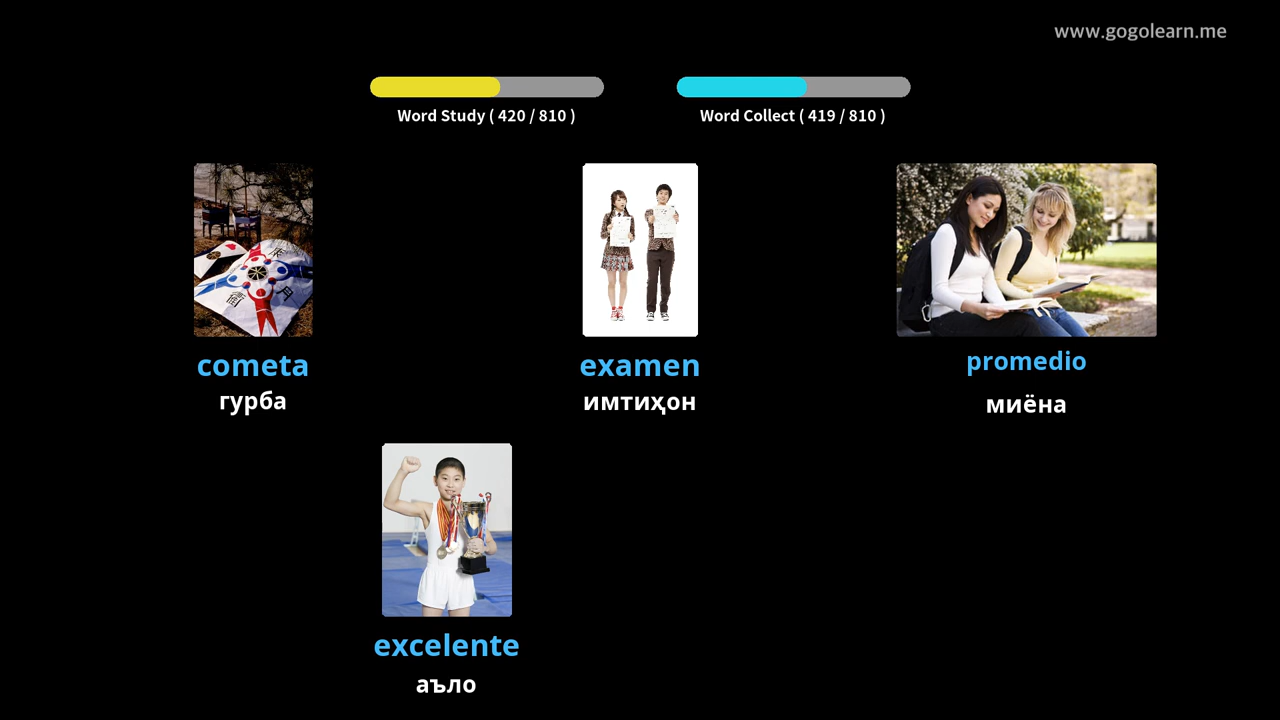 www.gogolearn.me
Word Study ( 420 / 810 )
Word Collect ( 419 / 810 )
cometa
гурба
examen
имтиҳон
promedio
миёна
excelente
аъло